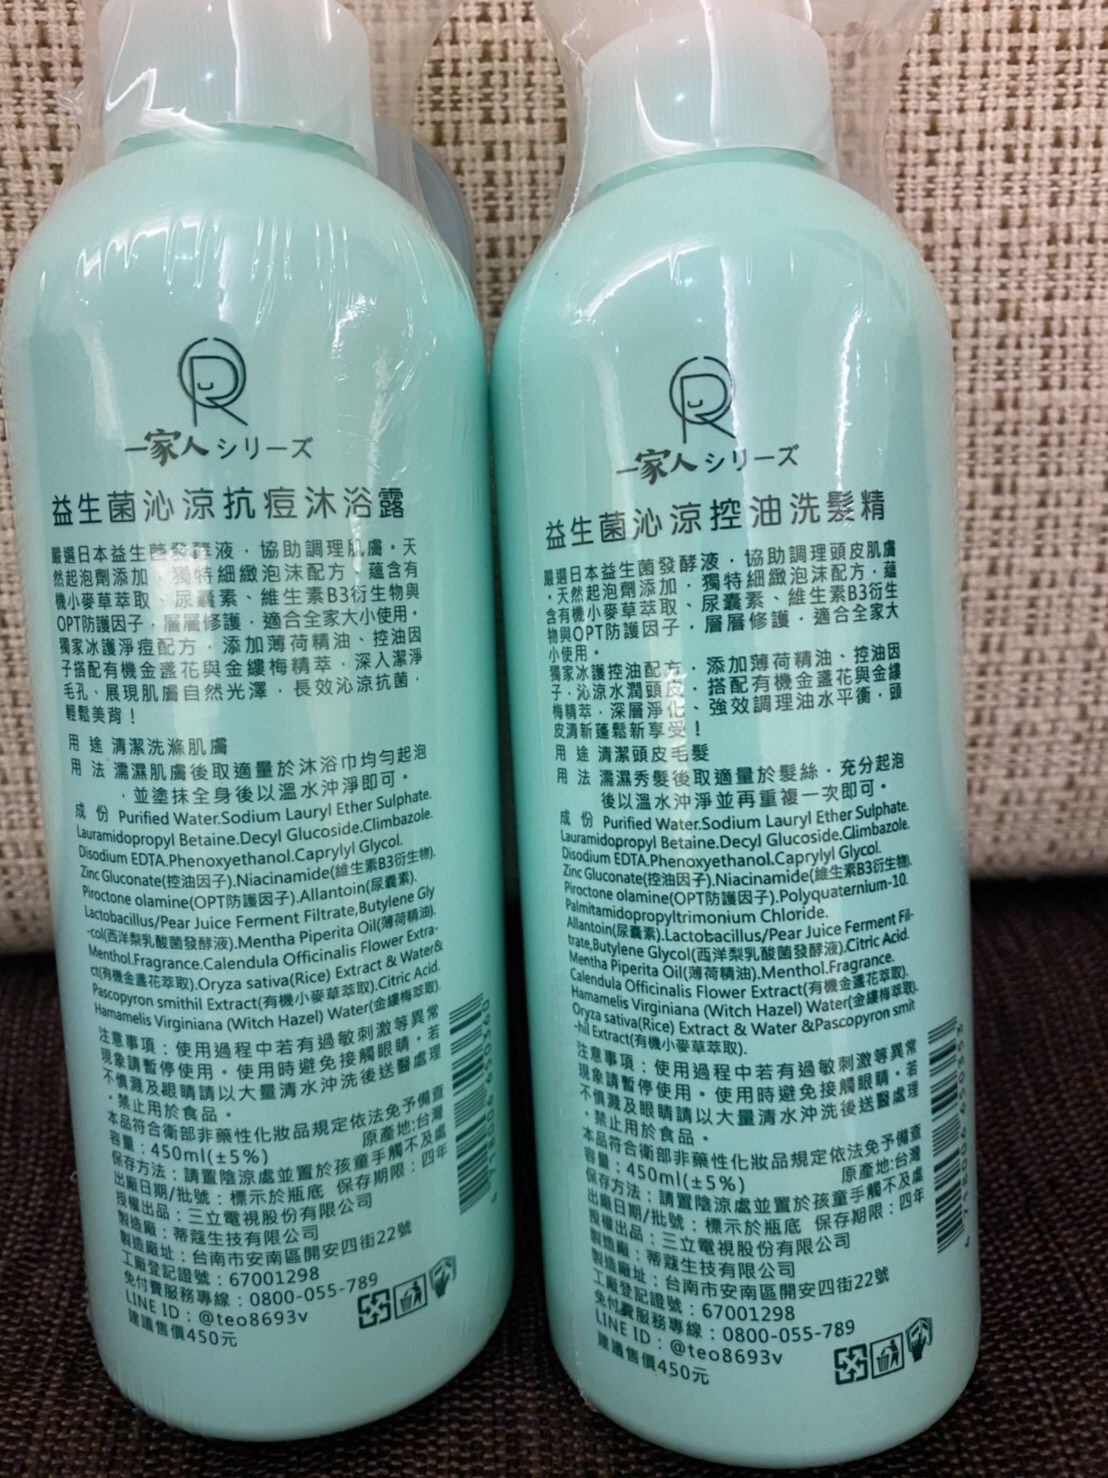 一家人シリーズ
益生菌沁涼抗痘沐浴露
嚴選日本益生菌發酵液，協助調理肌膚。天
然起泡劑添加，獨特細緻泡沫配方，蘊含有
機小麥草萃取、尿囊素、維生素B3衍生物與
OPT防護因子，層層修護，適合全家大小使用。
獨家冰護淨痘配方，添加薄荷精油、控油因
子搭配有機金盞花與金縷梅精萃，深入潔淨
毛孔、展現肌膚自然光澤，長效沁涼抗菌，
輕鬆美背！
用 途 清潔洗滌肌膚
用 法 濡濕肌膚後取適量於沐浴巾均勻起泡
，並塗抹全身後以溫水沖淨即可。
成 份 Purified Water.Sodium Lauryl Ether Sulphate.
Lauramidopropyl Betaine.Decyl Glucoside.Climbazole.
Disodium EDTA.Phenoxyethanol.Caprylyl Glycol.
Zinc Gluconate(控油因子).Niacinamide(維生素B3衍生物).
Piroctone olamine(OPT防護因子).Allantoin(尿囊素).
Lactobacillus/Pear Juice Ferment Filtrate,Butylene Gly
-col(西洋梨乳酸菌發酵液).Mentha Piperita Oil(薄荷精油).
Menthol.Fragrance.Calendula Officinalis Flower Extra-
ct(有機金盞花萃取).Oryza sativa(Rice) Extract & Water&
Pascopyron smithil Extract(有機小麥草萃取).Citric Acid.
Hamamelis Virginiana (Witch Hazel) Water(金縷梅萃取).
注意事項：使用過程中若有過敏刺激等異常
現象請暫停使用。使用時避免接觸眼睛。若
不慎濺及眼睛請以大量清水沖洗後送醫處理
。禁止用於食品。
本品符合衛部非藥性化妝品規定依法免予備查
容量：450ml(±5%) 原產地:台灣
保存方法：請置陰涼處並置於孩童手觸不及處
出廠日期/批號：標示於瓶底 保存期限：四年
授權出品：三立電視股份有限公司
製造廠：蒂蔻生技有限公司
製造廠址：台南市安南區開安四街22號
工廠登記證號：67001298
免付費服務專線：0800-055-789
LINE ID：@teo8693v
建議售價450元
一家人シリーズ
益生菌沁涼控油洗髮精
嚴選日本益生菌發酵液，協助調理頭皮肌膚
。天然起泡劑添加，獨特細緻泡沫配方，蘊
含有機小麥草萃取、尿囊素、維生素B3衍生
物與OPT防護因子，層層修護，適合全家大
小使用。
獨家冰護控油配方，添加薄荷精油、控油因
子，沁涼水潤頭皮，搭配有機金盞花與金縷
梅精萃，深層淨化、強效調理油水平衡，頭
皮清新蓬鬆新享受！
用 途 清潔頭皮毛髮
用 法 濡濕秀髮後取適量於髮絲，充分起泡
後以溫水沖淨並再重複一次即可。
成 份 Purified Water.Sodium Lauryl Ether Sulphate.
Lauramidopropyl Betaine.Decyl Glucoside.Climbazole.
Disodium EDTA.Phenoxyethanol.Caprylyl Glycol.
Zinc Gluconate(控油因子).Niacinamide(維生素B3衍生物).
Piroctone olamine(OPT防護因子).Polyquaternium-10.
Palmitamidopropyltrimonium Chloride.
Allantoin(尿囊素).Lactobacillus/Pear Juice Ferment Fil-
trate,Butylene Glycol(西洋梨乳酸菌發酵液).Citric Acid.
Mentha Piperita Oil(薄荷精油).Menthol.Fragrance.
Calendula Officinalis Flower Extract(有機金盞花萃取).
Hamamelis Virginiana (Witch Hazel) Water(金縷梅萃取).
Oryza sativa(Rice) Extract & Water &Pascopyron smit
-hil Extract(有機小麥草萃取).
注意事項：使用過程中若有過敏刺激等異常
現象請暫停使用。使用時避免接觸眼睛。若
不慎濺及眼睛請以大量清水沖洗後送醫處理
。禁止用於食品。
本品符合衛部非藥性化妝品規定依法免予備查
容量：450ml(±5%) 原產地:台灣
保存方法：請置陰涼處並置於孩童手觸不及處
出廠日期/批號：標示於瓶底 保存期限：四年
授權出品：三立電視股份有限公司
製造廠：蒂蔻生技有限公司
製造廠址：台南市安南區開安四街22號
工廠登記證號：67001298
免付費服務專線：0800-055-789
LINE ID：@teo8693v
建議售價450元